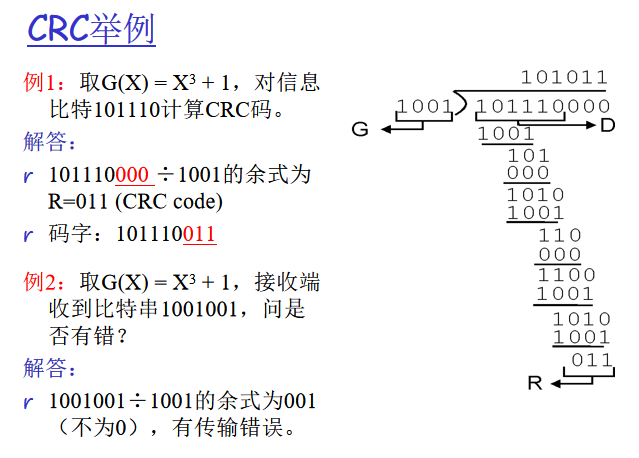 CRC举例
例1：取G(X) = X³ + 1，对信息
比特101110计算CRC码。
解答：
r 101110000 ÷1001的余式为
R=011 (CRC code)
r 码字：101110011
例2：取G(X) = X³ + 1，接收端
收到比特串1001001，问是
否有错？
解答：
r 1001001÷1001的余式为001
（不为0），有传输错误。
101011
1001 101110000
G D
1001
101
000
1010
1001
110
000
1100
1001
1010
1001
011
R